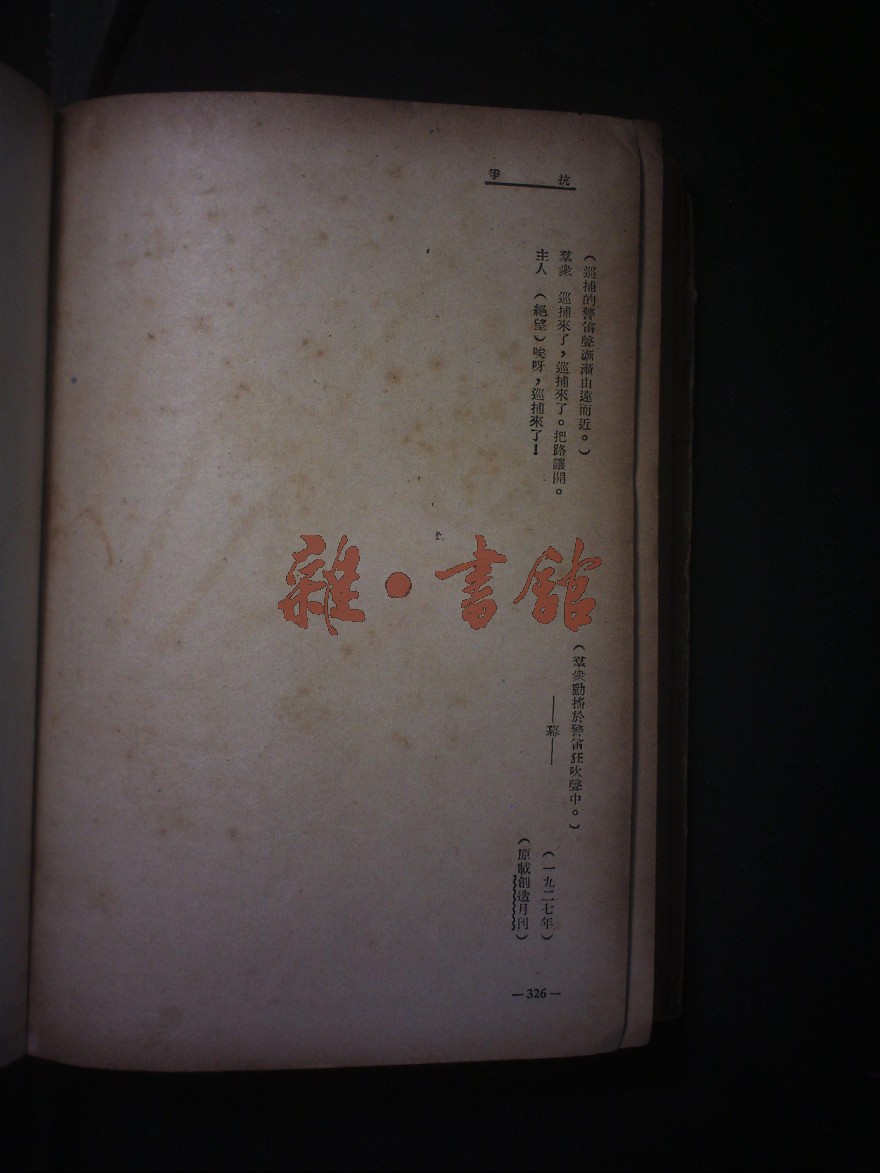 抗爭
(巡捕的警笛聲漸漸由遠而近。)
羣衆　巡捕來了,巡捕來了。把路讓開。
主人　(絕望)唉呀,巡捕來了!
(羣衆動搖於警笛狂吹聲中。)
——幕——
(一九二七年)
(原載創造月刊)
—326—
雜·書館